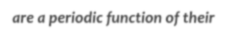 are a periodic function of their